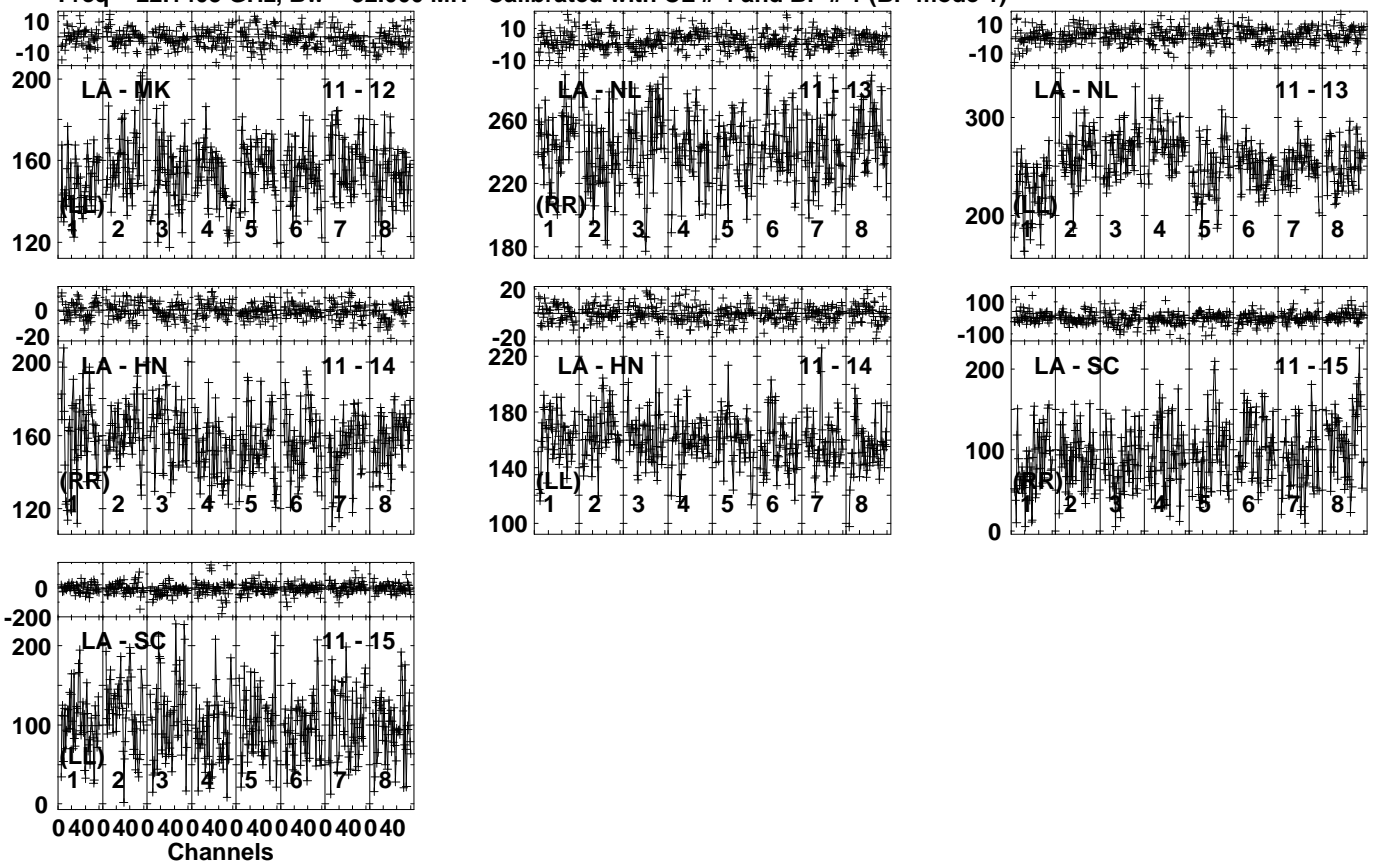 10
-10
200
160
120
LA - MK 11 - 12
(LL)
1 2 3 4 5 6 7 8
10
-10
260
220
180
LA - NL 11 - 13
(RR)
1 2 3 4 5 6 7 8
10
-10
300
200
LA - NL 11 - 13
(LL)
1 2 3 4 5 6 7 8
0
-20
200
160
120
LA - HN 11 - 14
(RR)
1 2 3 4 5 6 7 8
20
-20
220
180
140
100
LA - HN 11 - 14
(LL)
1 2 3 4 5 6 7 8
100
-100
200
100
0
LA - SC 11 - 15
(RR)
1 2 3 4 5 6 7 8
0
-200
200
100
0
LA - SC 11 - 15
(LL)
1 2 3 4 5 6 7 8
0 40 0 40 0 40 0 40 0 40 0 40 0 40 0 40
Channels